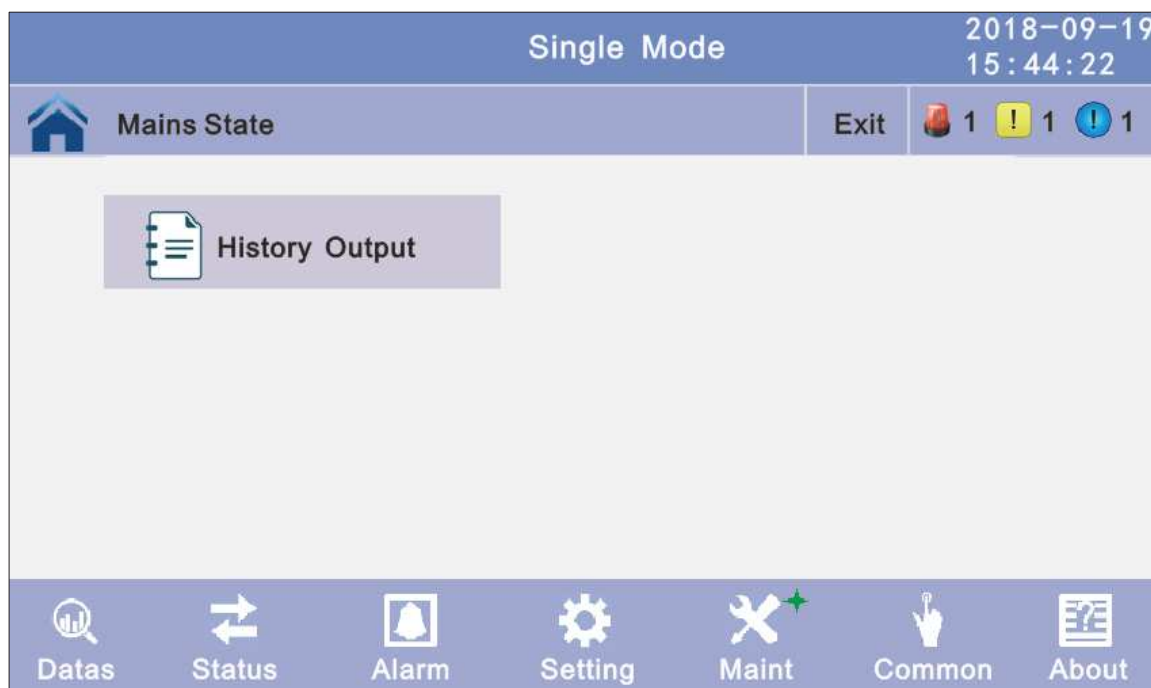 Single Mode
2018-09-19
15:44:22
Mains State
Exit
1
! 1
! 1
History Output
Datas
Status
Alarm
Setting
Maint
Common
About